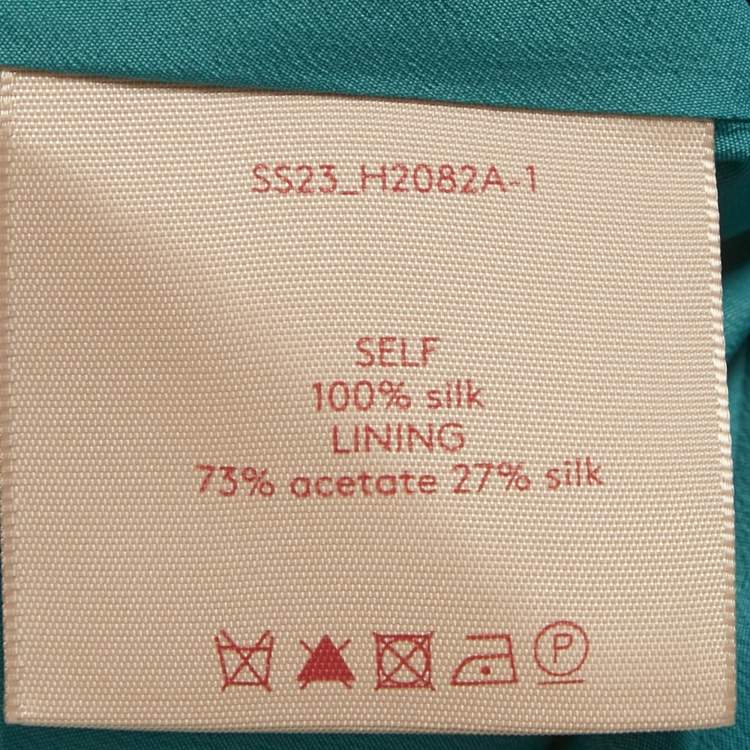 SS23_H2082A-1
SELF
100% silk
LINING
73% acetate 27% silk
P